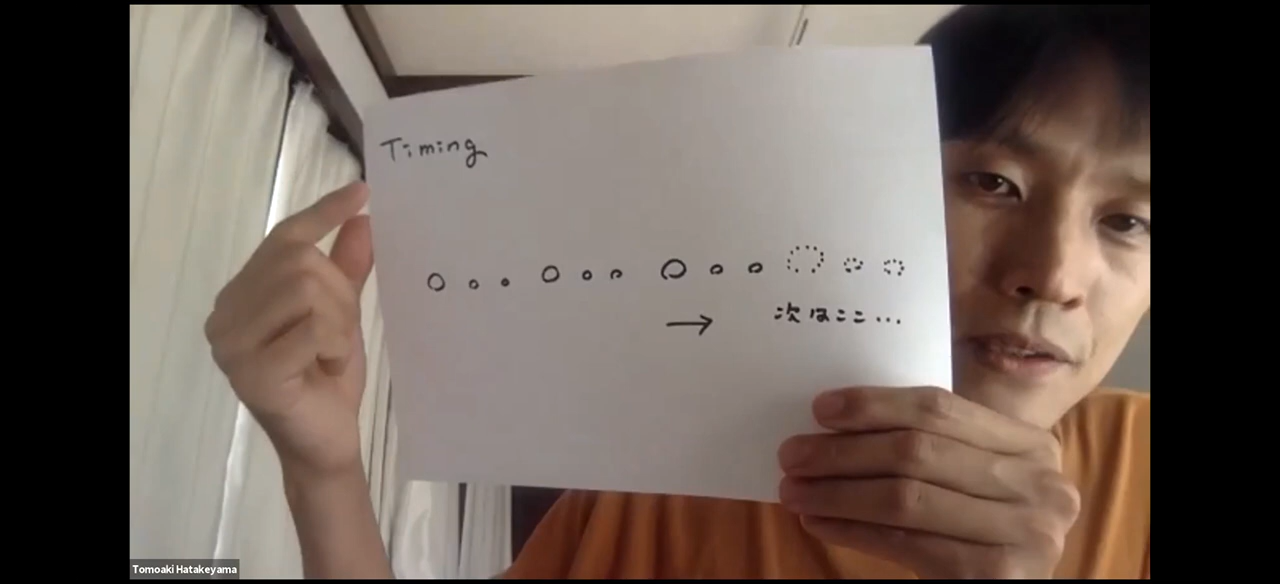 Timing
→
次はここ...
Tomoaki Hatakeyama